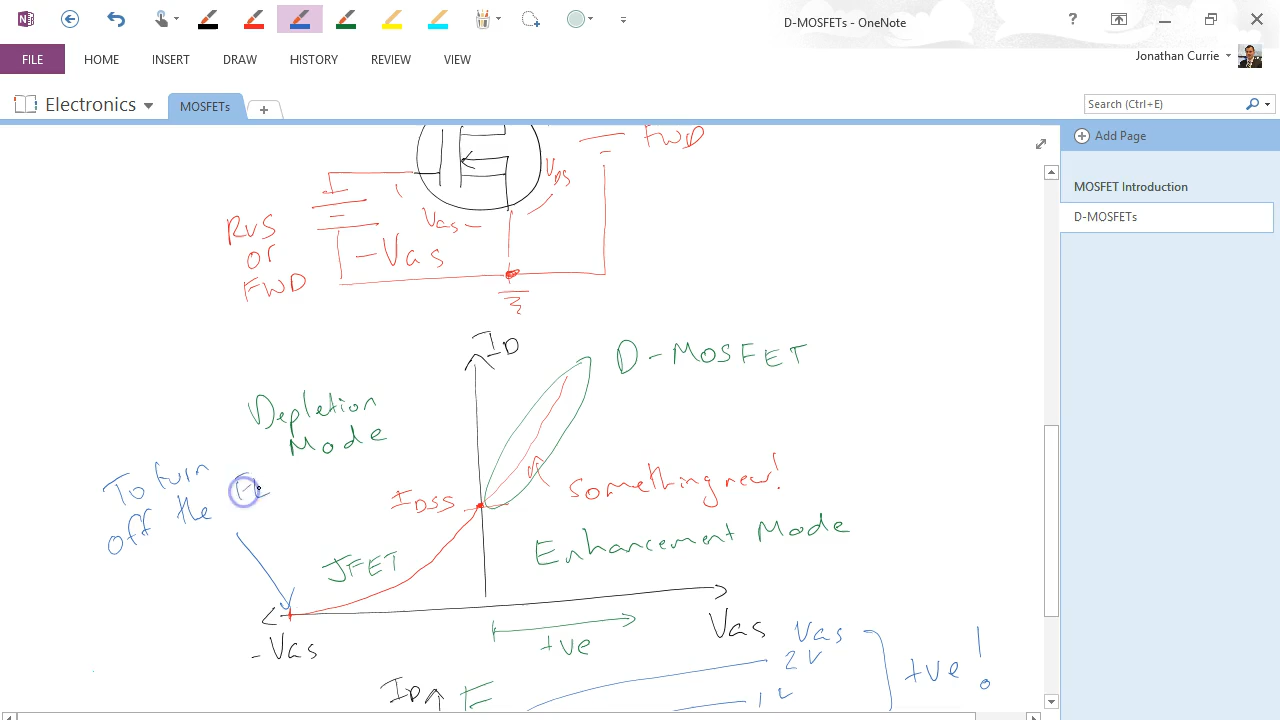 D-MOSFETs - OneNote
?
Jonathan Currie
FILE
HOME
INSERT
DRAW
HISTORY
REVIEW
VIEW
Electronics
MOSFETs
+
Search (Ctrl+E)
Add Page
MOSFET Introduction
D-MOSFETs
FWD
VDS
VGS -
RVS
or
FWD
-VGS
ID
D-MOSFET
Depletion
Mode
To turn
off the
IDSS
Something new!
JFET
Enhancement Mode
-VGS
VGS
+ve
VGS
2V
1V
+ve !
ID
E